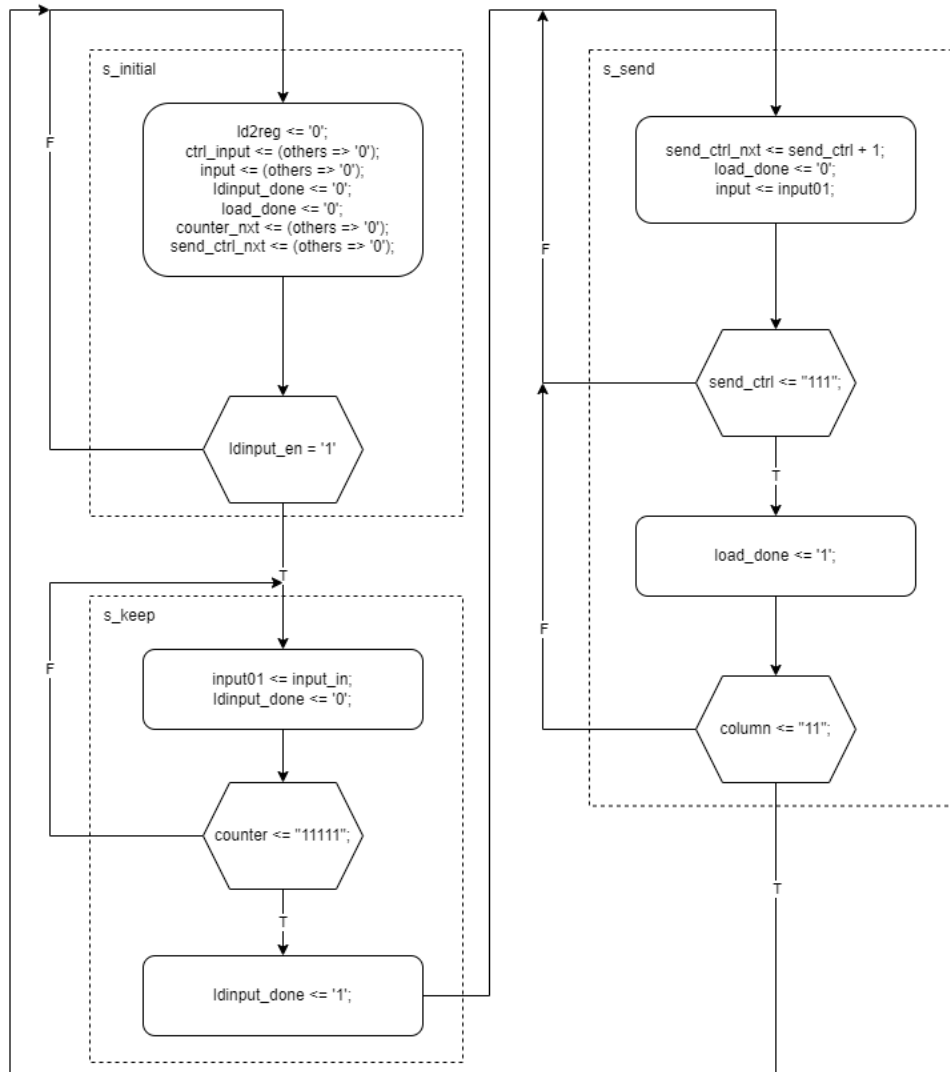 s_initial
ld2reg <= '0';
ctrl_input <= (others => '0');
input <= (others => '0');
ldinput_done <= '0';
load_done <= '0';
counter_nxt <= (others => '0');
send_ctrl_nxt <= (others => '0');
F
ldinput_en = '1'
T
s_keep
input01 <= input_in;
ldinput_done <= '0';
F
counter <= "11111";
T
ldinput_done <= '1';
s_send
send_ctrl_nxt <= send_ctrl + 1;
load_done <= '0';
input <= input01;
F
send_ctrl <= "111";
T
load_done <= '1';
F
column <= "11";
T